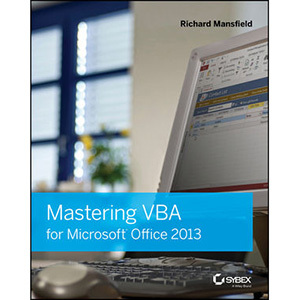 Richard Mansfield
Mastering VBA
for Microsoft® Office 2013
SYBEX
A Wiley Brand